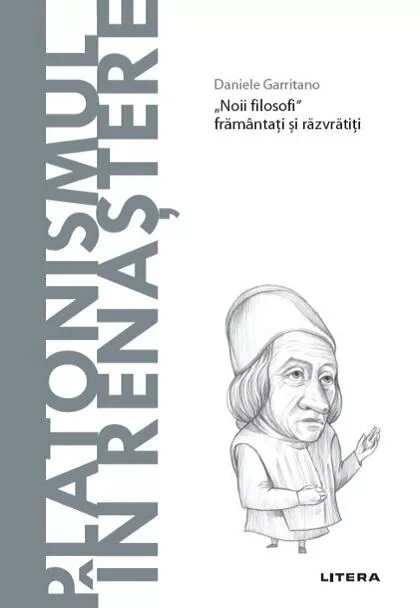 PLATONISMUL
ÎN RENAȘTERE
Daniele Garritano
„Noii filosofi“
frământați și răzvrătiți
LITERA